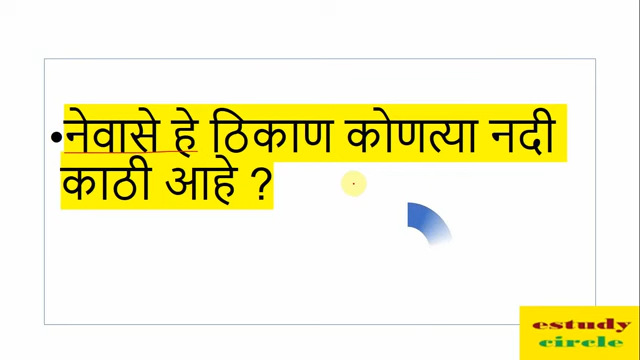 •नेवासे हे ठिकाण कोणत्या नदी
काठी आहे ?
estudy
circle